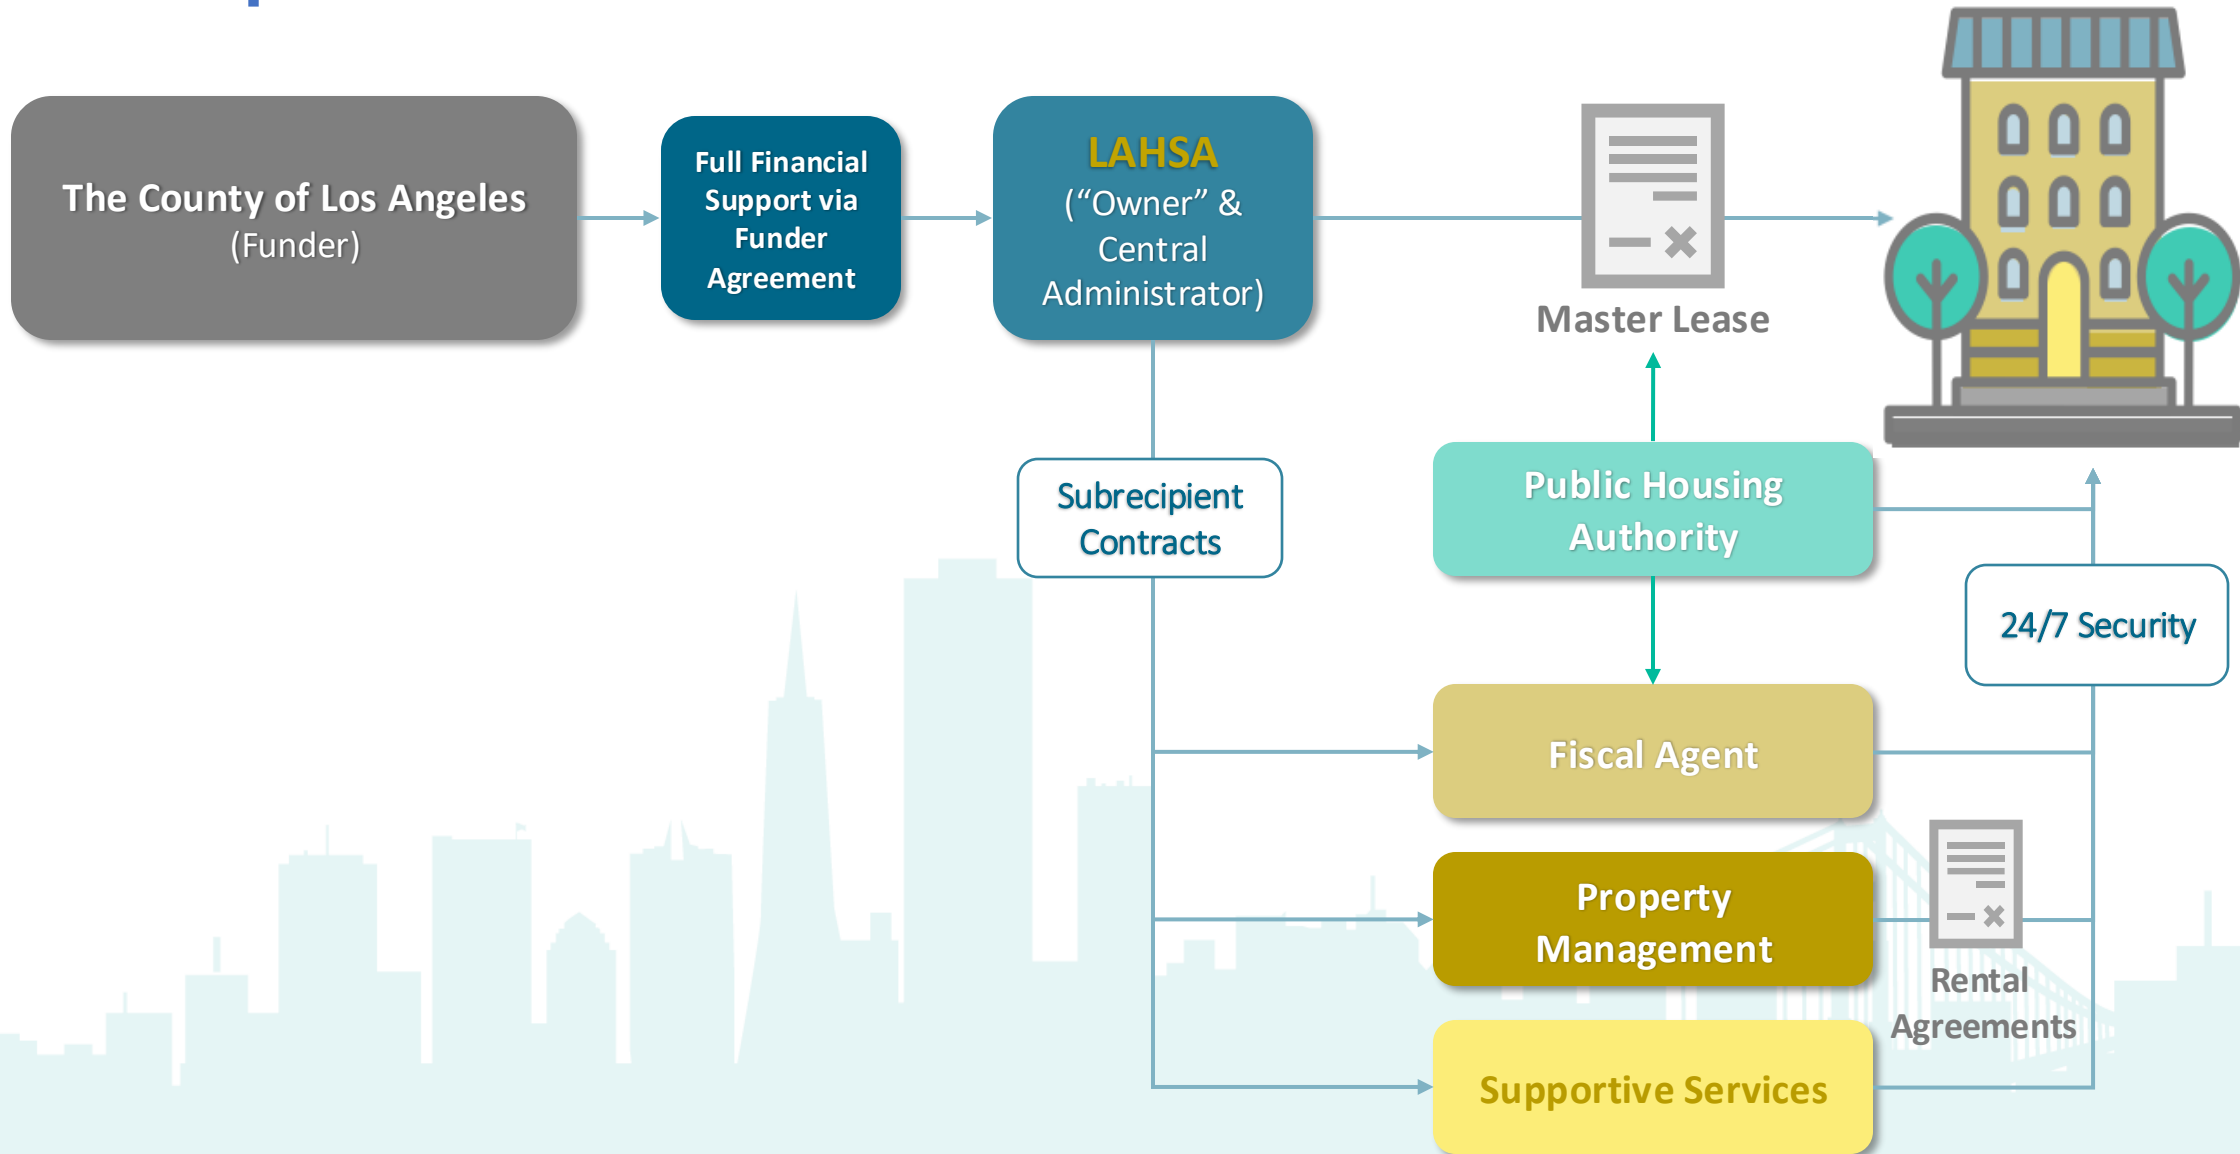 The County of Los Angeles
(Funder)
Full Financial
Support via
Funder
Agreement
LAHSA
(“Owner” &
Central
Administrator)
Master Lease
Subrecipient
Contracts
Public Housing
Authority
24/7 Security
Fiscal Agent
Property
Management
Rental
Agreements
Supportive Services